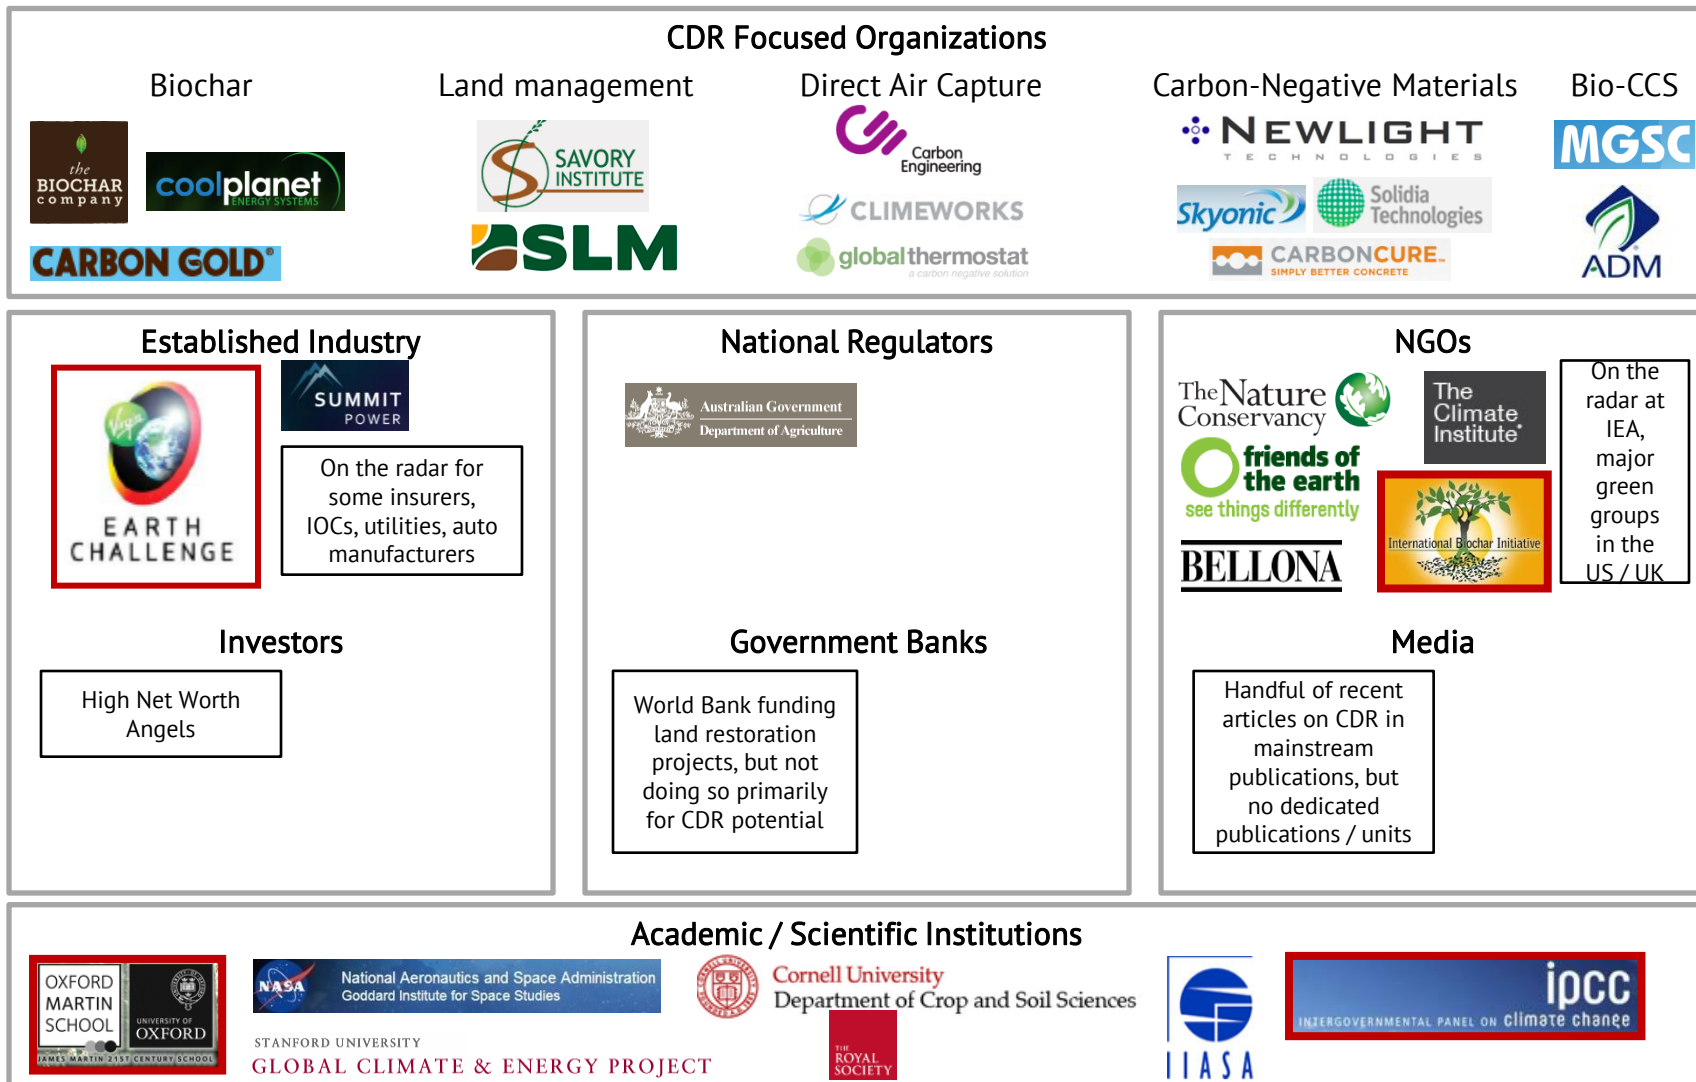 CDR Focused Organizations
Biochar
Land management
Direct Air Capture
Carbon-Negative Materials
Bio-CCS
the
BIOCHAR
company
coolplanet
ENERGY SYSTEMS
CARBON GOLD®
SAVORY
INSTITUTE
SLM
Carbon
Engineering
CLIMEWORKS
globalthermostat
a carbon negative solution
NEWLIGHT
TECHNOLOGIES
Skyonic
Solidia
Technologies
CARBONCURE™
SIMPLY BETTER CONCRETE
MGSC
ADM
Established Industry
Virgin
EARTH
CHALLENGE
SUMMIT
POWER
On the radar for
some insurers,
IOCs, utilities, auto
manufacturers
Investors
High Net Worth
Angels
National Regulators
Australian Government
Department of Agriculture
Government Banks
World Bank funding
land restoration
projects, but not
doing so primarily
for CDR potential
NGOs
The Nature
Conservancy
The
Climate
Institute
friends of
the earth
see things differently
BELLONA
International Biochar Initiative
On the
radar at
IEA,
major
green
groups
in the
US / UK
Media
Handful of recent
articles on CDR in
mainstream
publications, but
no dedicated
publications / units
Academic / Scientific Institutions
OXFORD
MARTIN
SCHOOL
UNIVERSITY OF
OXFORD
JAMES MARTIN 21ST CENTURY SCHOOL
NASA
National Aeronautics and Space Administration
Goddard Institute for Space Studies
STANFORD UNIVERSITY
GLOBAL CLIMATE & ENERGY PROJECT
Cornell University
Department of Crop and Soil Sciences
THE
ROYAL
SOCIETY
IIASA
ipcc
INTERGOVERNMENTAL PANEL ON climate change